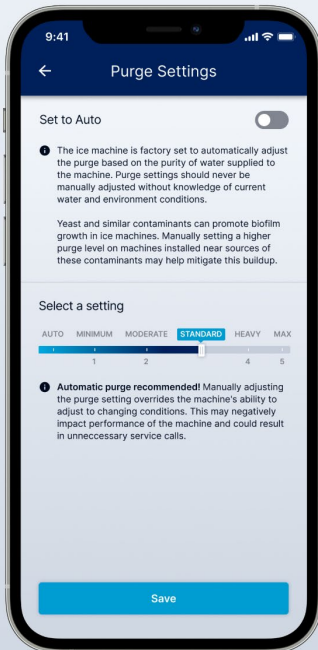 9:41
Purge Settings
Set to Auto
The ice machine is factory set to automatically adjust
the purge based on the purity of water supplied to
the machine. Purge settings should never be
manually adjusted without knowledge of current
water and environment conditions.
Yeast and similar contaminants can promote biofilm
growth in ice machines. Manually setting a higher
purge level on machines installed near sources of
these contaminants may help mitigate this buildup.
Select a setting
AUTO MINIMUM MODERATE STANDARD HEAVY MAX
1 2 4 5
Automatic purge recommended! Manually adjusting
the purge setting overrides the machine's ability to
adjust to changing conditions. This may negatively
impact performance of the machine and could result
in unneccessary service calls.
Save